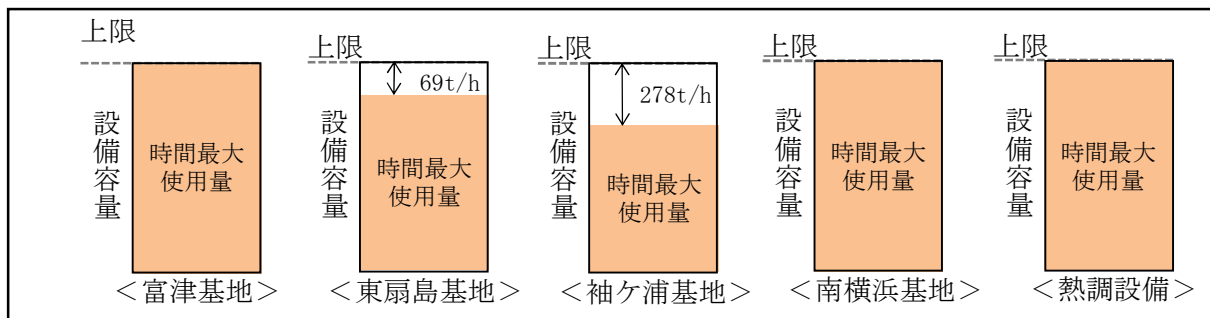 上限
設備容量
時間最大
使用量
＜富津基地＞
上限
69t/h
設備容量
時間最大
使用量
＜東扇島基地＞
上限
278t/h
設備容量
時間最大
使用量
＜袖ケ浦基地＞
上限
設備容量
時間最大
使用量
＜南横浜基地＞
上限
設備容量
時間最大
使用量
＜熱調設備＞